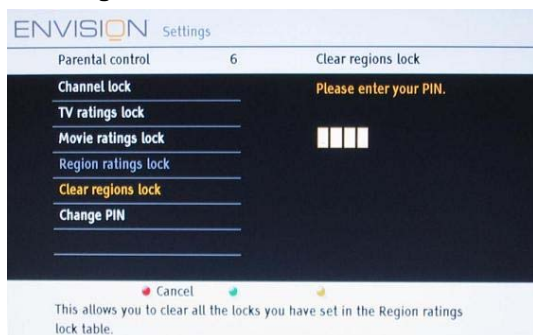 ENVISION Settings
Parental control 6 Clear regions lock
Channel lock Please enter your PIN.
TV ratings lock
Movie ratings lock
Region ratings lock
Clear regions lock
Change PIN
Cancel
This allows you to clear all the locks you have set in the Region ratings
lock table.